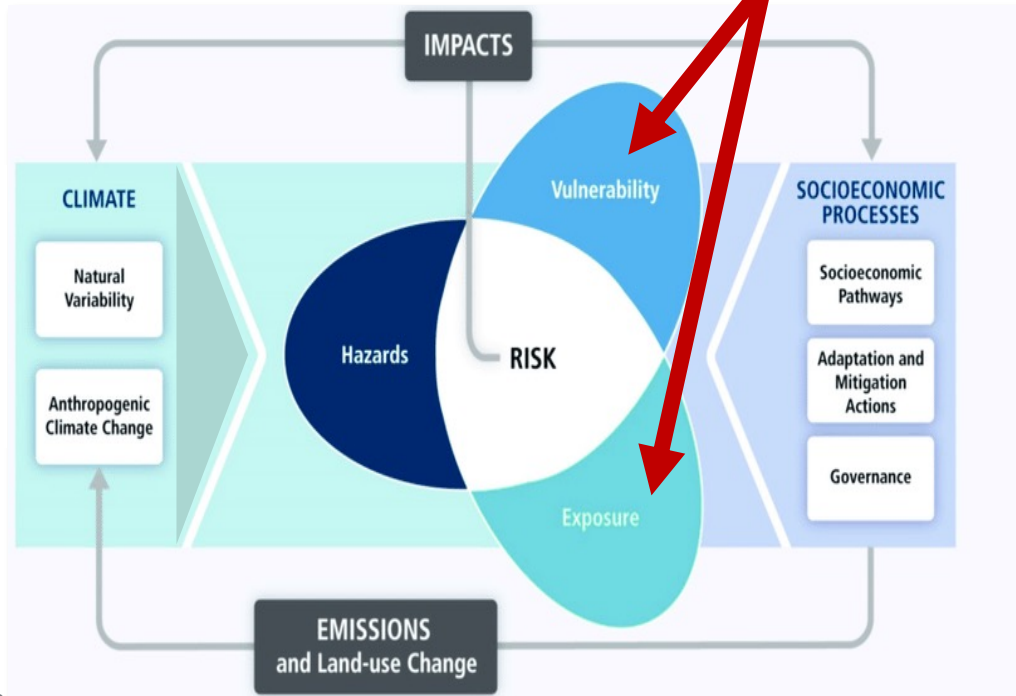 IMPACTS
CLIMATE
Natural
Variability
Anthropogenic
Climate Change
Vulnerability
Hazards
RISK
Exposure
SOCIOECONOMIC
PROCESSES
Socioeconomic
Pathways
Adaptation and
Mitigation
Actions
Governance
EMISSIONS
and Land-use Change